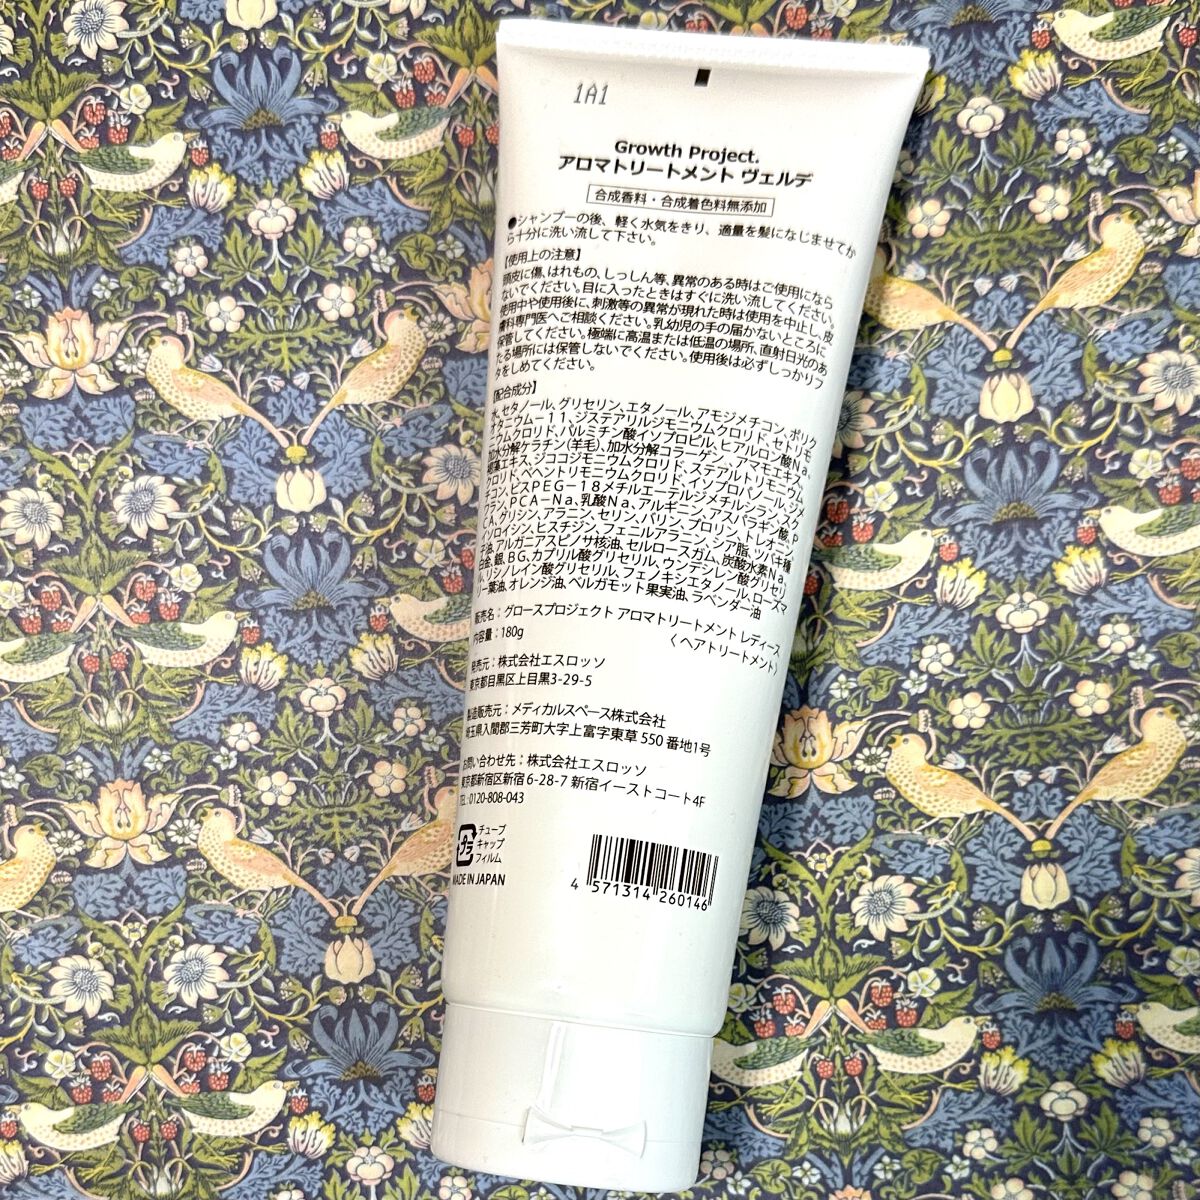 1A1
Growth Project.
アロマトリートメント ヴェルデ
合成香料・合成着色料無添加
●シャンプーの後、軽く水気をきり、適量を髪になじませてか
ら十分に洗い流して下さい。
【使用上の注意】
頭皮に傷、はれもの、しっしん等、異常のある時はご使用になら
ないでください。目に入ったときはすぐに洗い流してください。
使用中や使用後に、刺激等の異常が現れた時は使用を中止し、皮
膚科専門医へご相談ください。乳幼児の手の届かないところに
保管してください。極端に高温または低温の場所、直射日光のあ
たる場所には保管しないでください。使用後は必ずしっかりフ
タをしめてください。
【配合成分】
水、セタノール、グリセリン、エタノール、アモジメチコン、ポリク
オタニウム－11、ジステアリルジモニウムクロリド、セトリモ
ニウムクロリド、パルミチン酸イソプロピル、ヒアルロン酸Na、
加水分解ケラチン(羊毛)、加水分解コラーゲン、アマモエキス、
エキス、ジココジモニウムクロリド、ステアルトリモニウム
クロリド、ベヘントリモニウムクロリド、イソプロパノール、ジメ
チコン、ビスPEG－18メチルエーテルジメチルシラン、スク
ワラン、PCA－Na、乳酸Na、アルギニン、アスパラギン酸、P
CA、グリシン、アラニン、セリン、バリン、プロリン、トレオニン、
イソロイシン、ヒスチジン、フェニルアラニン、シア脂、ツバキ種
子油、アルガニアスピノサ核油、セルロースガム、炭酸水素Na、
白金、銀、BG、カプリル酸グリセリル、ウンデシレン酸グリセリ
ル、リシノレイン酸グリセリル、フェノキシエタノール、ローズマ
リー葉油、オレンジ油、ベルガモット果実油、ラベンダー油
販売名：グロースプロジェクト アロマトリートメント レディース
内容量：180g
〈ヘアトリートメント〉
発売元：株式会社エスロッソ
東京都目黒区上目黒3-29-5
製造販売元：メディカルスペース株式会社
埼玉県入間郡三芳町大字上富字東草550番地1号
お問い合わせ先：株式会社エスロッソ
東京都新宿区新宿6-28-7 新宿イーストコート4F
TEL:0120-808-043
プラ
チューブ
キャップ
フィルム
MADE IN JAPAN
4 571314 260146